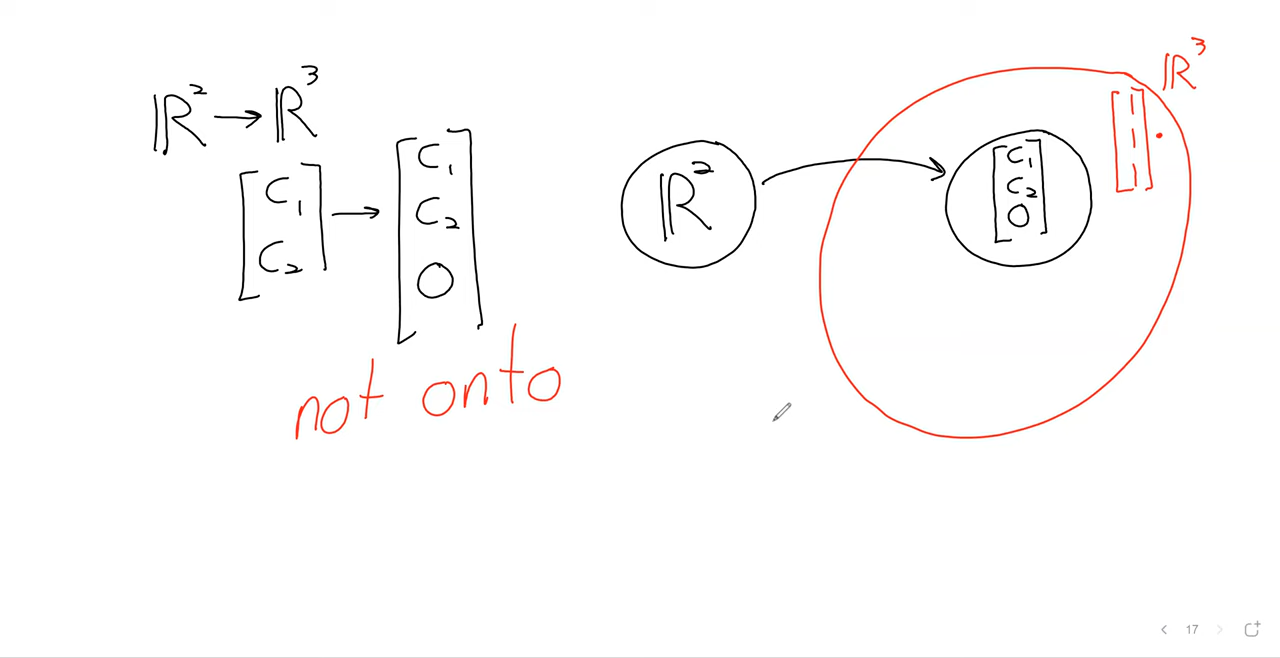 ℝ² → ℝ³
[C₁ C₂] → [C₁ C₂ 0]
not onto
ℝ²
[C₁ C₂ 0]
[1 1 1]
ℝ³
17